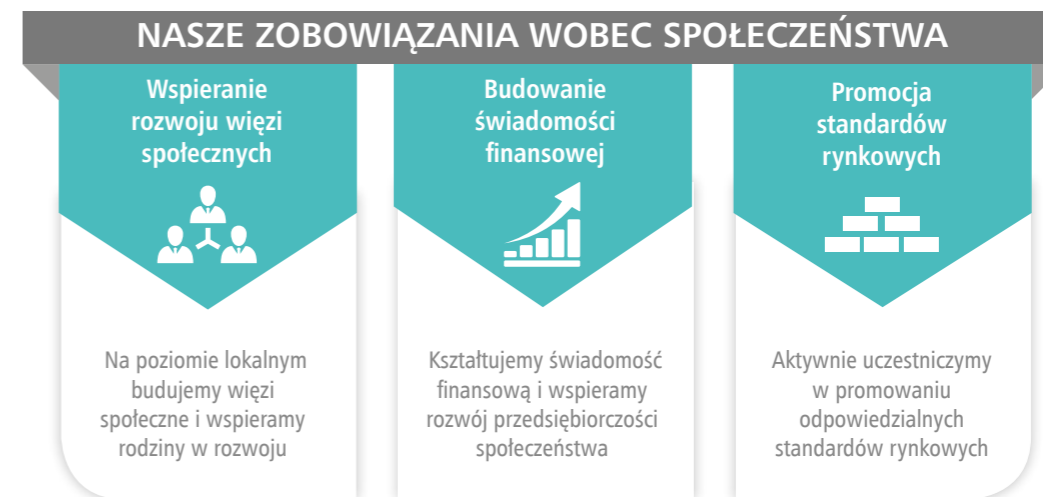 NASZE ZOBOWIĄZANIA WOBEC SPOŁECZEŃSTWA
Wspieranie
rozwoju więzi
społecznych
Na poziomie lokalnym
budujemy więzi
społeczne i wspieramy
rodziny w rozwoju
Budowanie
świadomości
finansowej
Kształtujemy świadomość
finansową i wspieramy
rozwój przedsiębiorczości
społeczeństwa
Promocja
standardów
rynkowych
Aktywnie uczestniczymy
w promowaniu
odpowiedzialnych
standardów rynkowych